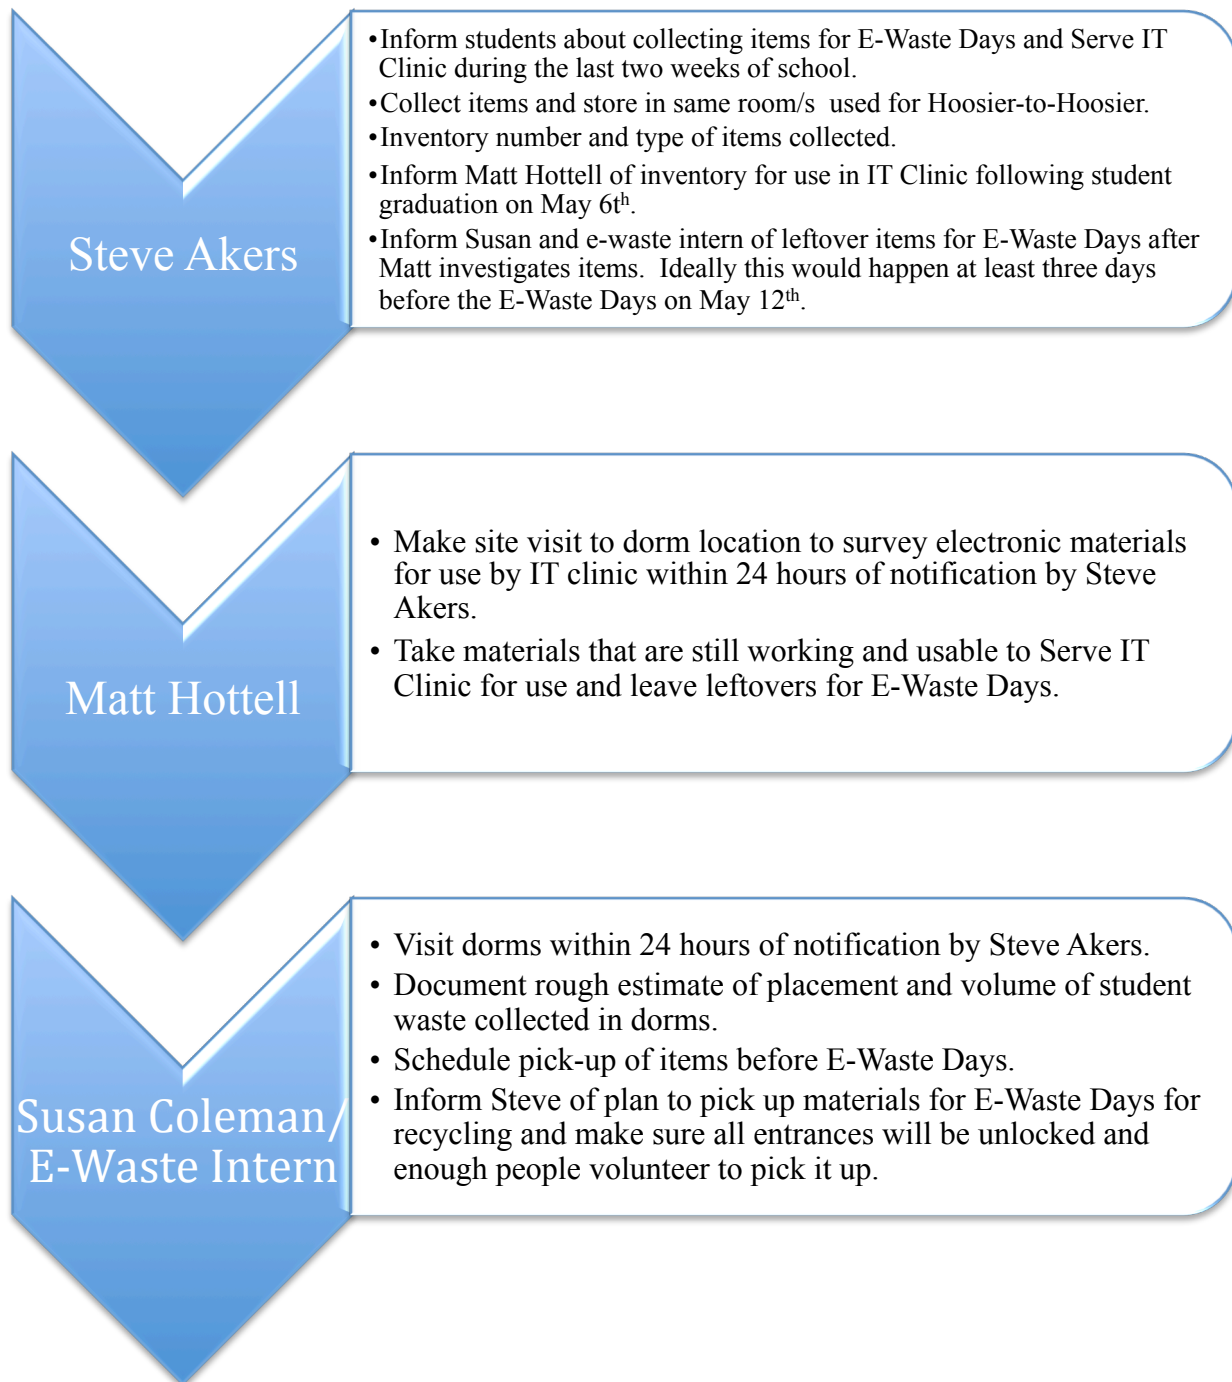 Steve Akers
•Inform students about collecting items for E-Waste Days and Serve IT
Clinic during the last two weeks of school.
•Collect items and store in same room/s  used for Hoosier-to-Hoosier.
•Inventory number and type of items collected.
•Inform Matt Hottell of inventory for use in IT Clinic following student
graduation on May 6tʰ.
•Inform Susan and e-waste intern of leftover items for E-Waste Days after
Matt investigates items.  Ideally this would happen at least three days
before the E-Waste Days on May 12ᵗʰ.
Matt Hottell
• Make site visit to dorm location to survey electronic materials
for use by IT clinic within 24 hours of notification by Steve
Akers.
• Take materials that are still working and usable to Serve IT
Clinic for use and leave leftovers for E-Waste Days.
Susan Coleman/
E-Waste Intern
• Visit dorms within 24 hours of notification by Steve Akers.
• Document rough estimate of placement and volume of student
waste collected in dorms.
• Schedule pick-up of items before E-Waste Days.
• Inform Steve of plan to pick up materials for E-Waste Days for
recycling and make sure all entrances will be unlocked and
enough people volunteer to pick it up.